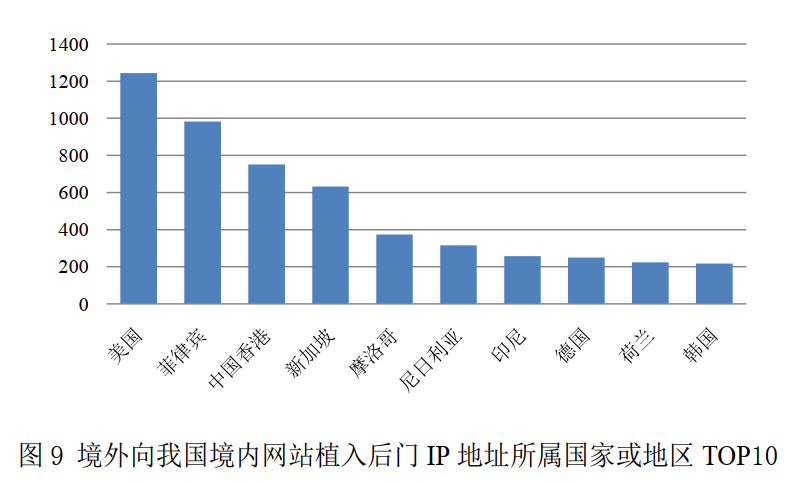 1400
1200
1000
800
600
400
200
0
美国
菲律宾
中国香港
新加坡
摩洛哥
尼日利亚
印尼
德国
荷兰
韩国
图 9 境外向我国境内网站植入后门 IP 地址所属国家或地区 TOP10